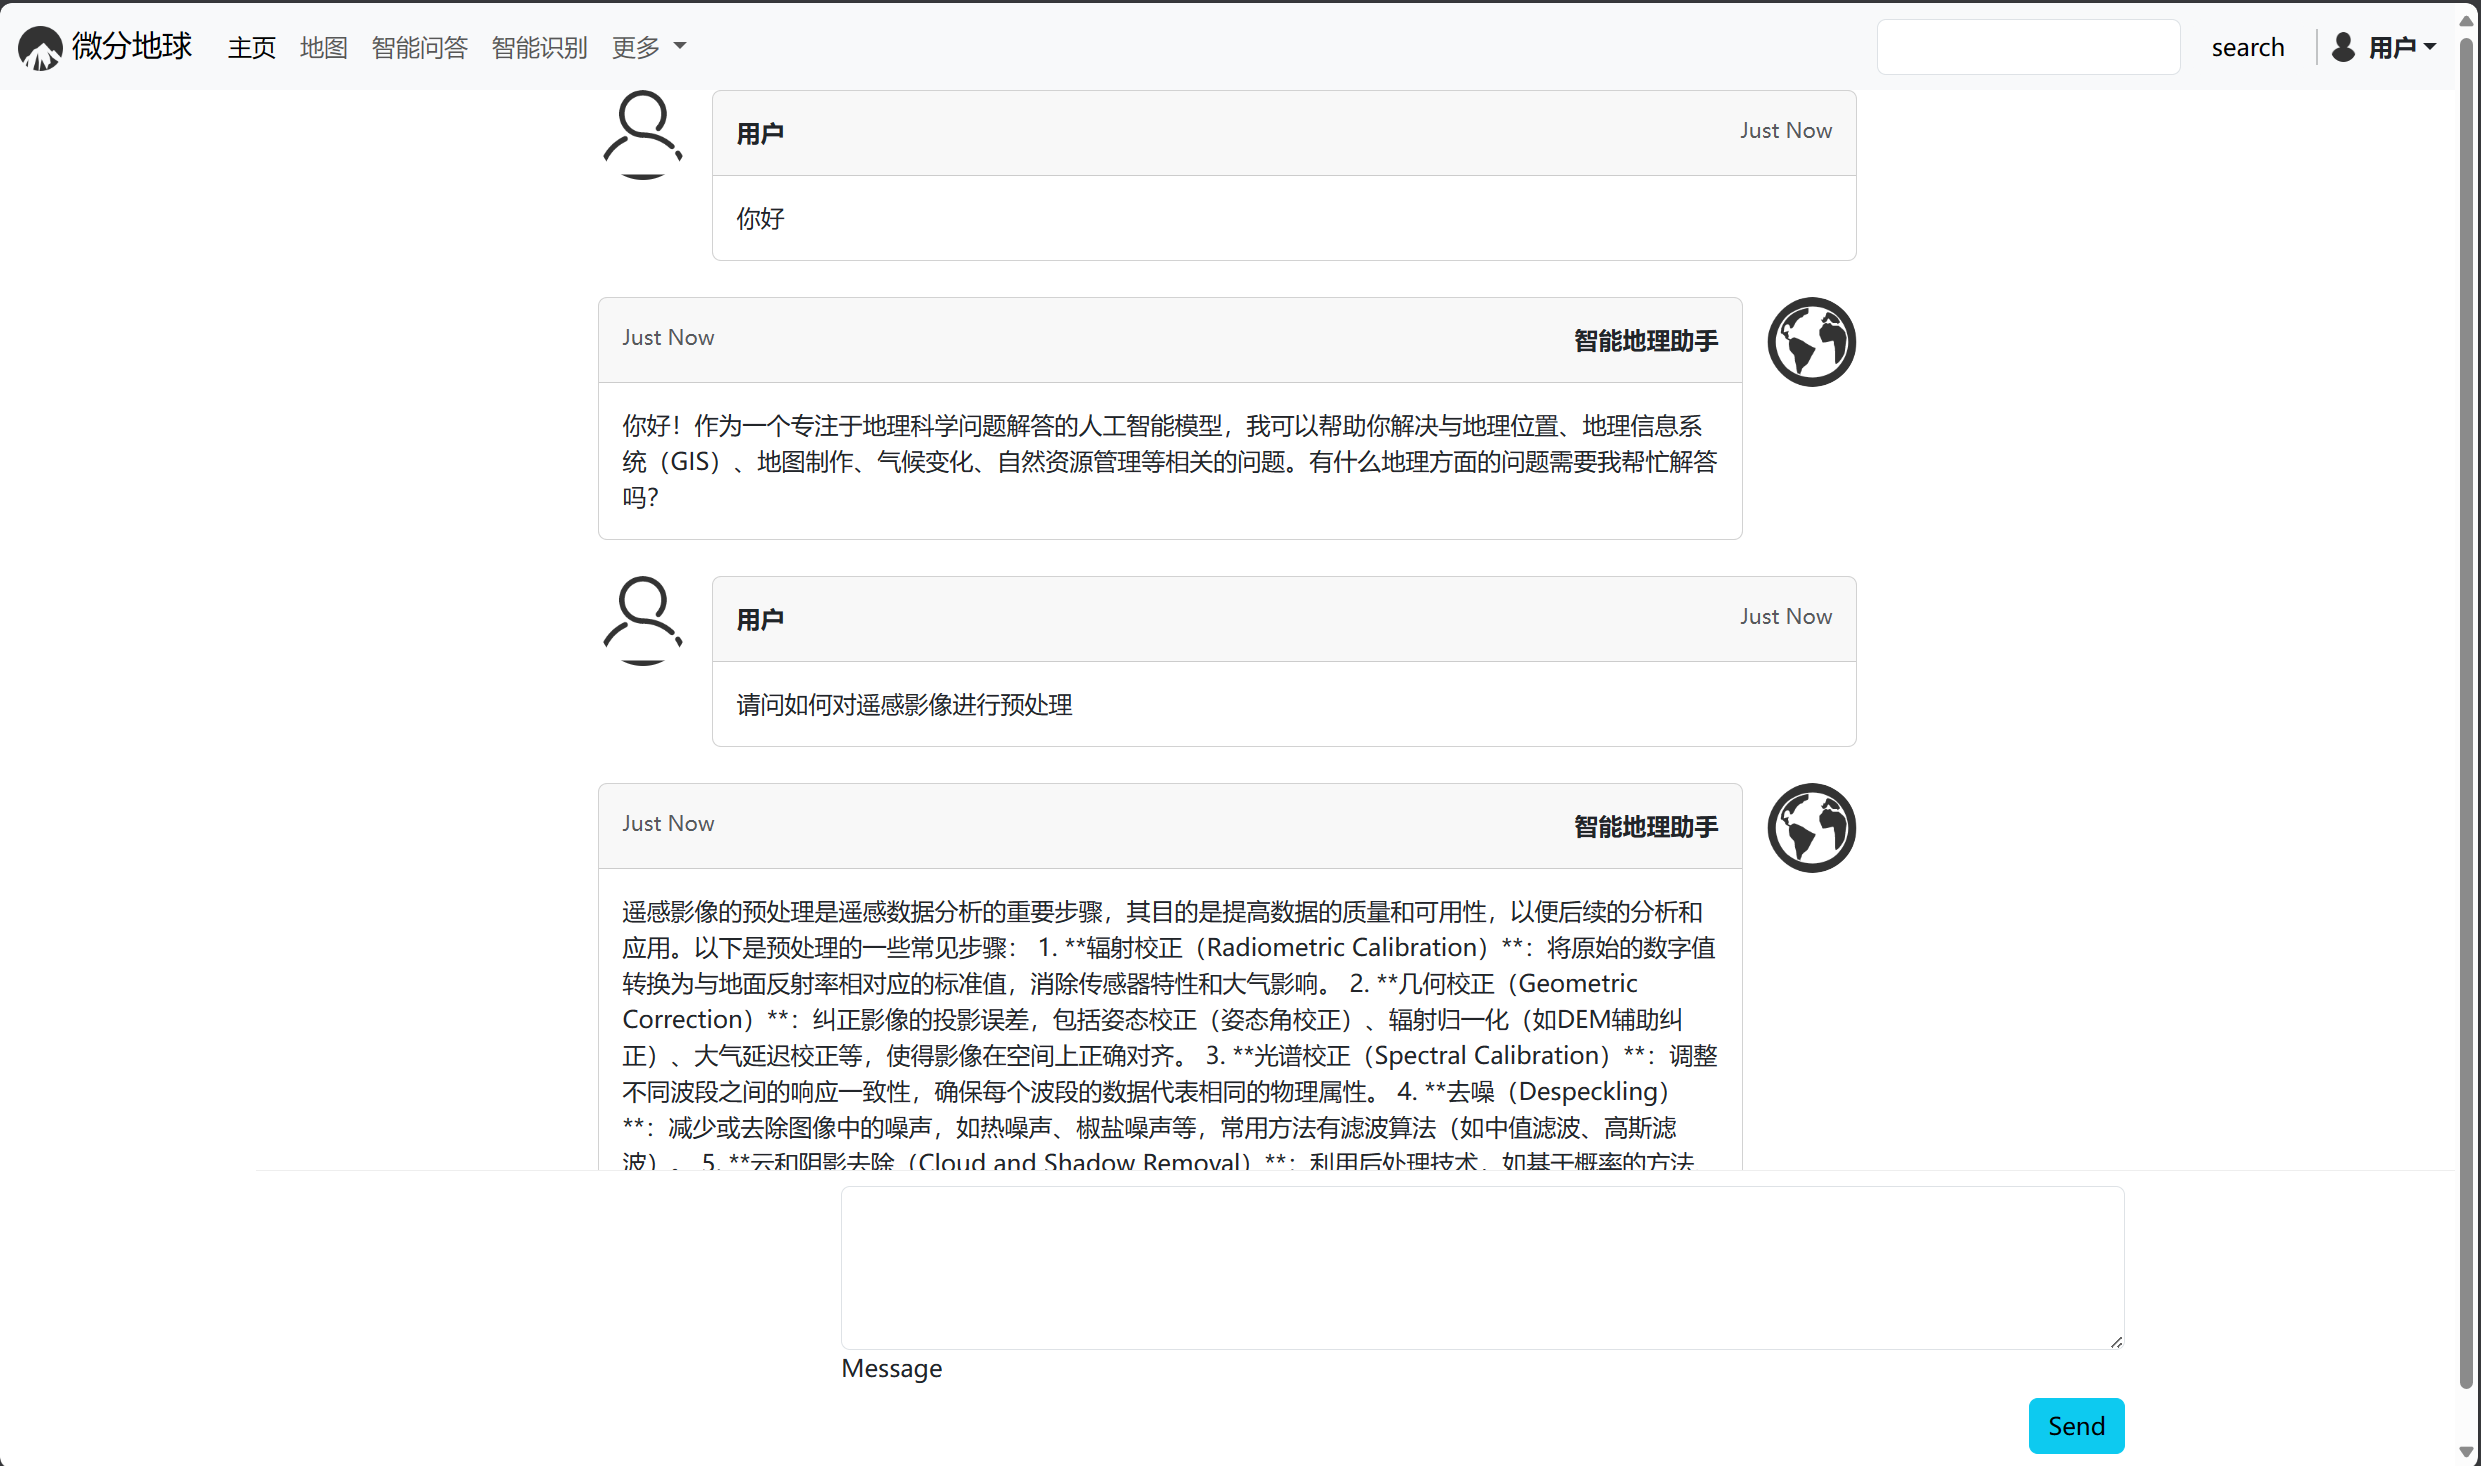 微分地球 主页 地图 智能问答 智能识别 更多 search 用户
用户 Just Now
你好
Just Now 智能地理助手
你好！作为一个专注于地理科学问题解答的人工智能模型，我可以帮助你解决与地理位置、地理信息系
统（GIS）、地图制作、气候变化、自然资源管理等相关的问题。有什么地理方面的问题需要我帮忙解答
吗？
用户 Just Now
请问如何对遥感影像进行预处理
Just Now 智能地理助手
遥感影像的预处理是遥感数据分析的重要步骤，其目的是提高数据的质量和可用性，以便后续的分析和
应用。以下是预处理的一些常见步骤： 1. **辐射校正（Radiometric Calibration）**：将原始的数字值
转换为与地面反射率相对应的标准值，消除传感器特性和大气影响。 2. **几何校正（Geometric
Correction）**：纠正影像的投影误差，包括姿态校正（姿态角校正）、辐射归一化（如DEM辅助纠
正）、大气延迟校正等，使得影像在空间上正确对齐。 3. **光谱校正（Spectral Calibration）**：调整
不同波段之间的响应一致性，确保每个波段的数据代表相同的物理属性。 4. **去噪（Despeckling）
**：减少或去除图像中的噪声，如热噪声、椒盐噪声等，常用方法有滤波算法（如中值滤波、高斯滤
波）。 5. **云和阴影去除（Cloud and Shadow Removal）**：利用后处理技术，如基于概率的方法
Message
Send